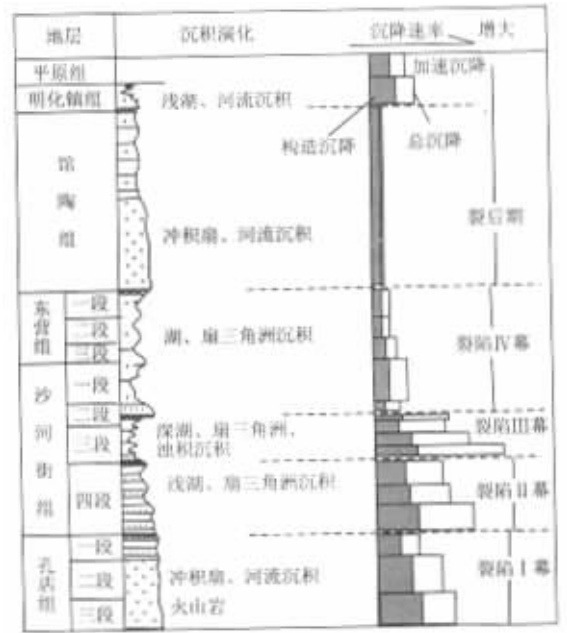 地层 沉积演化 沉降速率 增大
平原组 加速沉降
明化镇组 浅湖、河流沉积
构造沉降 总沉降
馆陶组 冲积扇、河流沉积 裂后期
东营组 一段
二段 湖、扇三角洲沉积 裂陷Ⅳ幕
三段
沙河街组 一段
二段 裂陷Ⅲ幕
三段 深湖、扇三角洲、
浊积沉积
四段 浅湖、扇三角洲沉积 裂陷Ⅱ幕
孔店组 一段
二段 冲积扇、河流沉积 裂陷Ⅰ幕
三段 火山岩